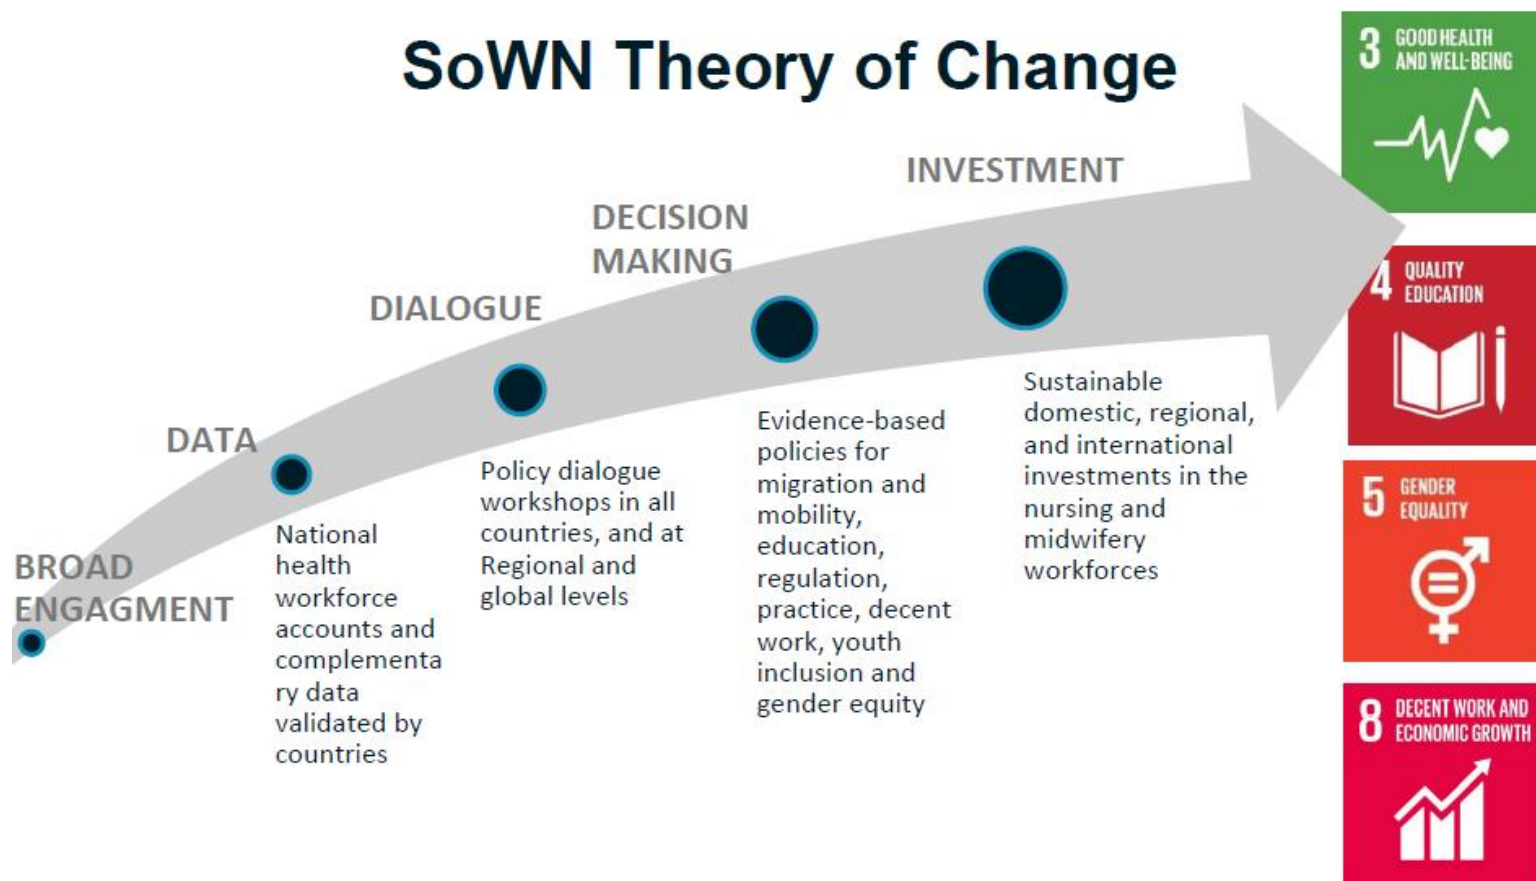 SoWN Theory of Change
BROAD
ENGAGMENT
DATA
National
health
workforce
accounts and
complementa
ry data
validated by
countries
DIALOGUE
Policy dialogue
workshops in all
countries, and at
Regional and
global levels
DECISION
MAKING
Evidence-based
policies for
migration and
mobility,
education,
regulation,
practice, decent
work, youth
inclusion and
gender equity
INVESTMENT
Sustainable
domestic, regional,
and international
investments in the
nursing and
midwifery
workforces
3 GOOD HEALTH
AND WELL-BEING
4 QUALITY
EDUCATION
5 GENDER
EQUALITY
8 DECENT WORK AND
ECONOMIC GROWTH